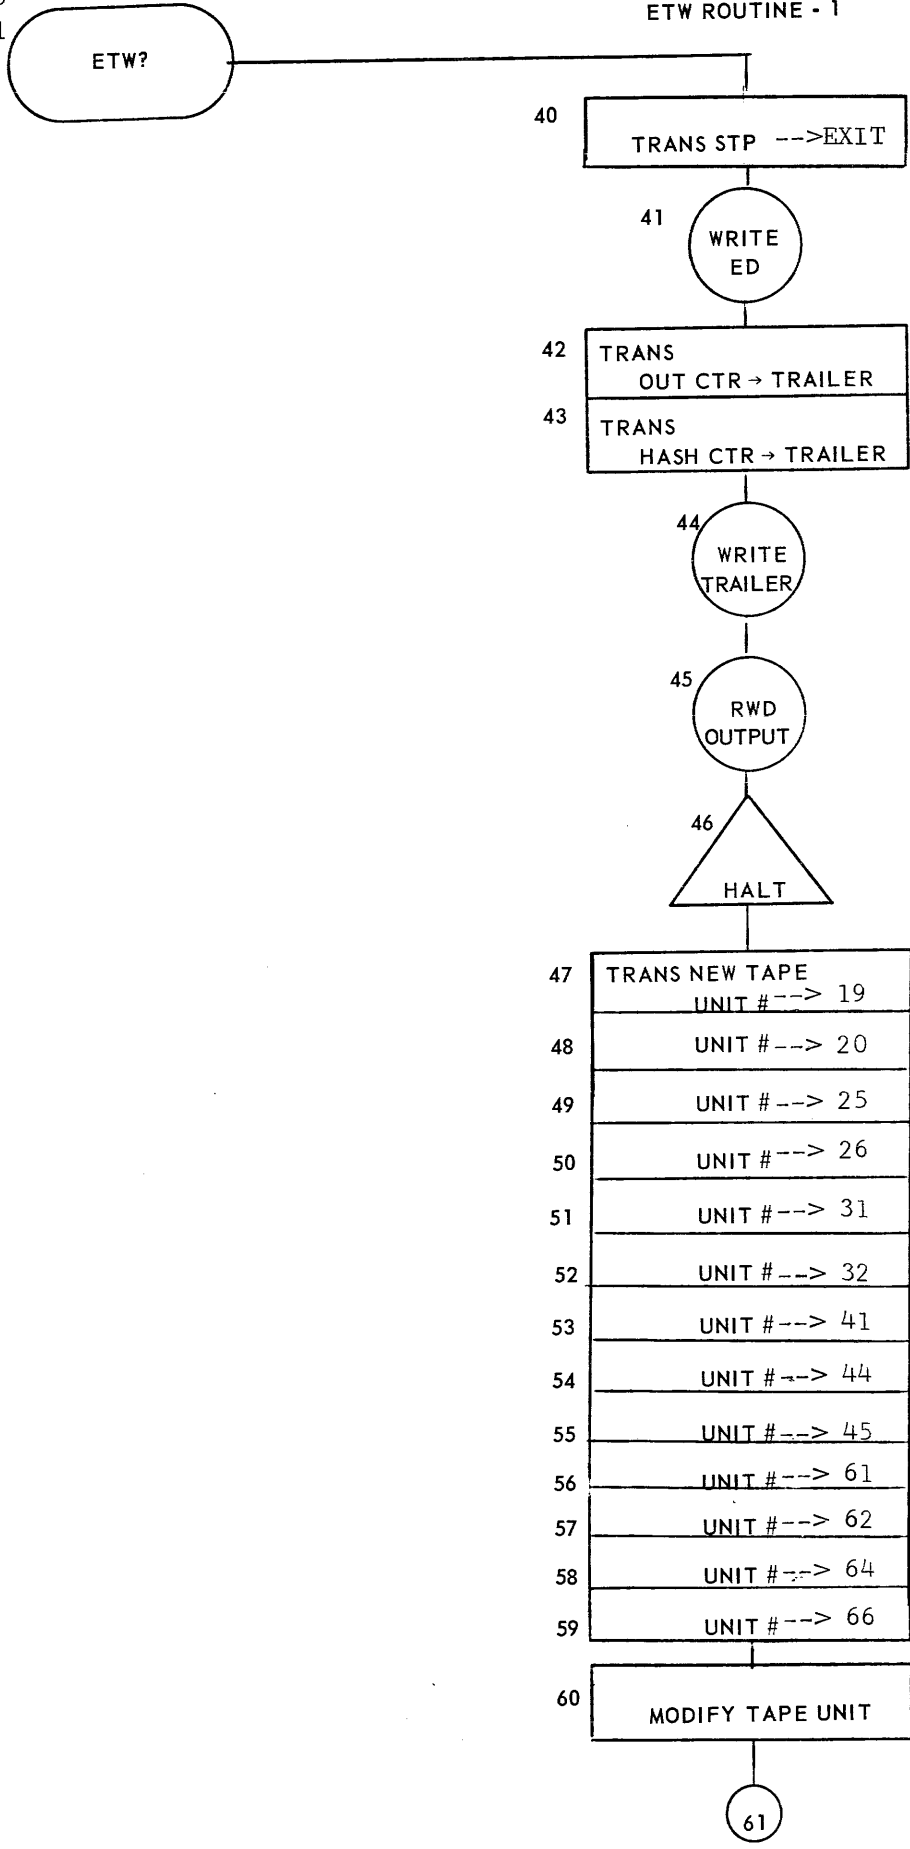 ETW ROUTINE - 1
1
ETW?
40
TRANS STP -->EXIT
41
WRITE
ED
42
TRANS
OUT CTR → TRAILER
43
TRANS
HASH CTR → TRAILER
44
WRITE
TRAILER
45
RWD
OUTPUT
46
HALT
47 TRANS NEW TAPE
UNIT # --> 19
48 UNIT # --> 20
49 UNIT # --> 25
50 UNIT # --> 26
51 UNIT # --> 31
52 UNIT # --> 32
53 UNIT # --> 41
54 UNIT # --> 44
55 UNIT # --> 45
56 UNIT # --> 61
57 UNIT # --> 62
58 UNIT # --> 64
59 UNIT # --> 66
60
MODIFY TAPE UNIT
61